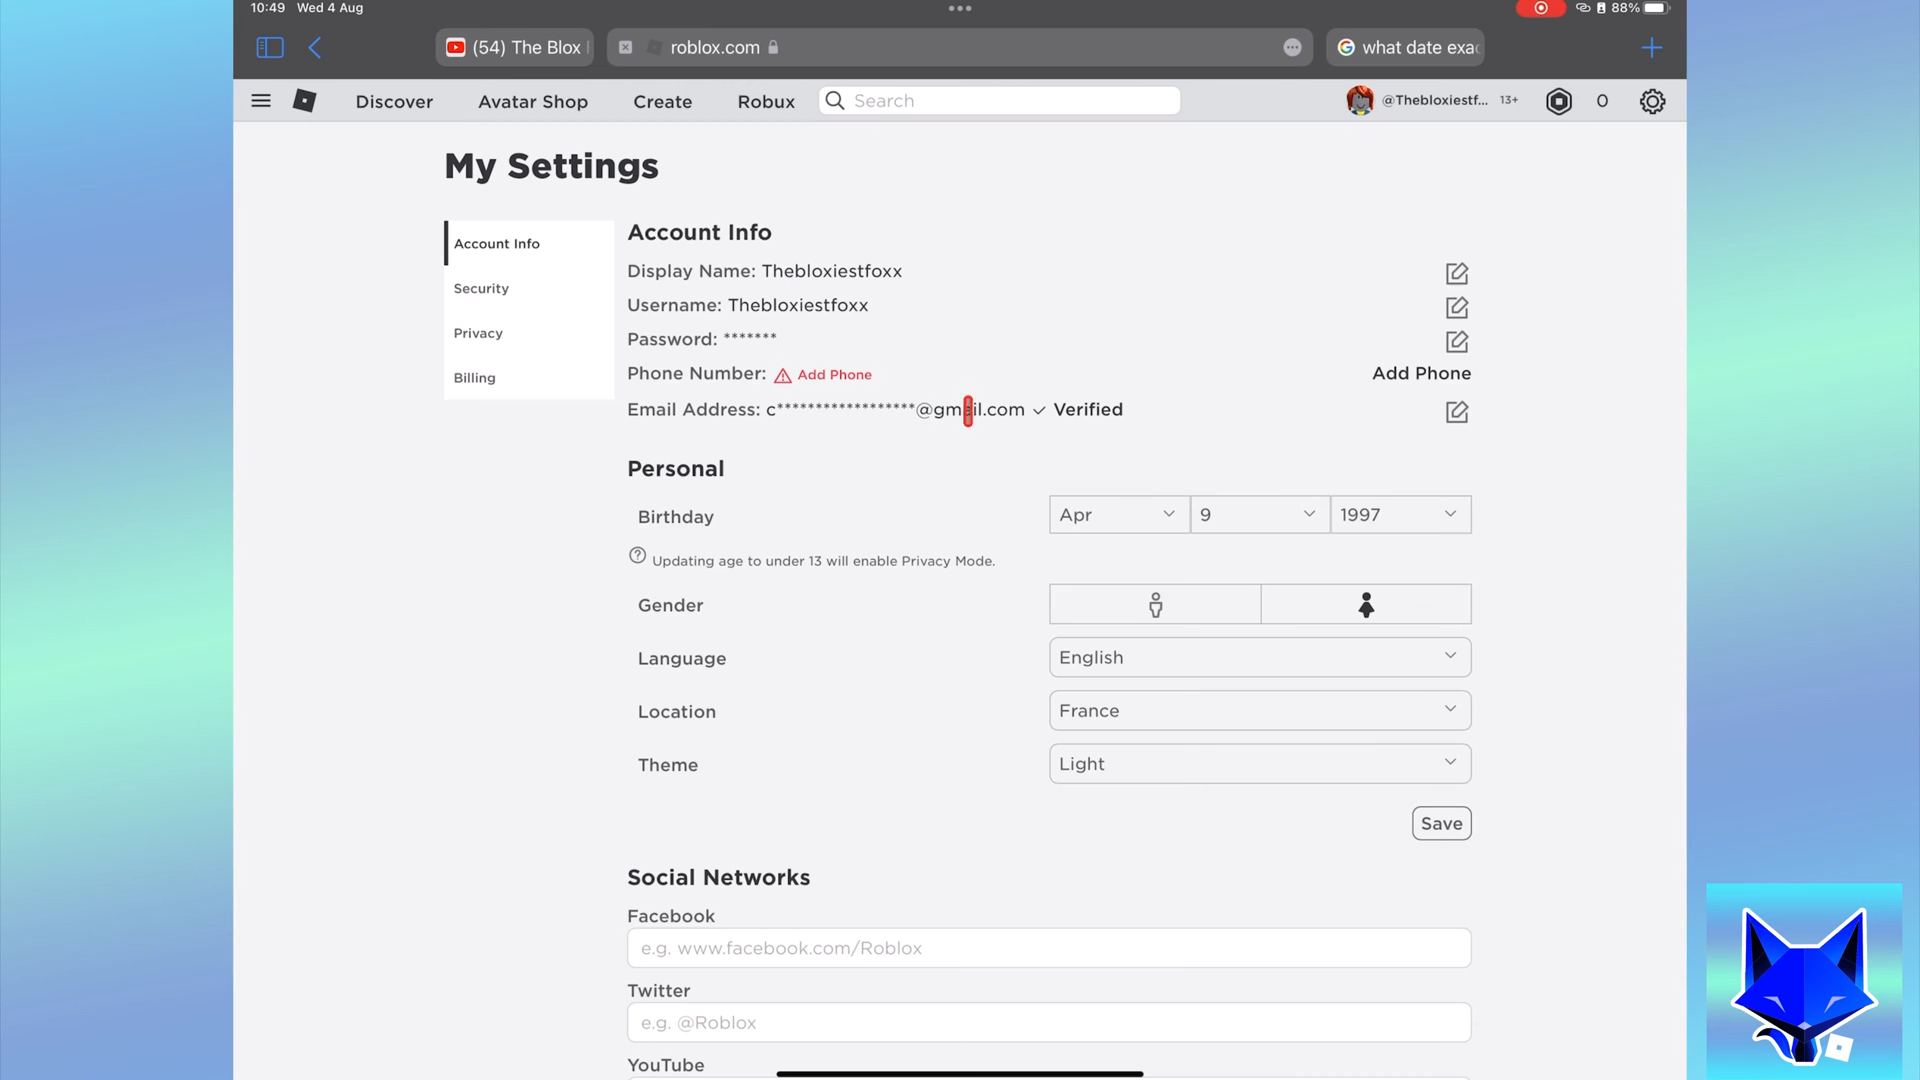 10:49 Wed 4 Aug
88%
(54) The Blox
roblox.com
what date exac
Discover
Avatar Shop
Create
Robux
Search
@Thebloxiestf...
13+
0
My Settings
Account Info
Security
Privacy
Billing
Account Info
Display Name: Thebloxiestfoxx
Username: Thebloxiestfoxx
Password: *******
Phone Number: Add Phone
Add Phone
Email Address: c******************@gmail.com Verified
Personal
Birthday
Apr
9
1997
Updating age to under 13 will enable Privacy Mode.
Gender
Language
English
Location
France
Theme
Light
Save
Social Networks
Facebook
e.g. www.facebook.com/Roblox
Twitter
e.g. @Roblox
YouTube